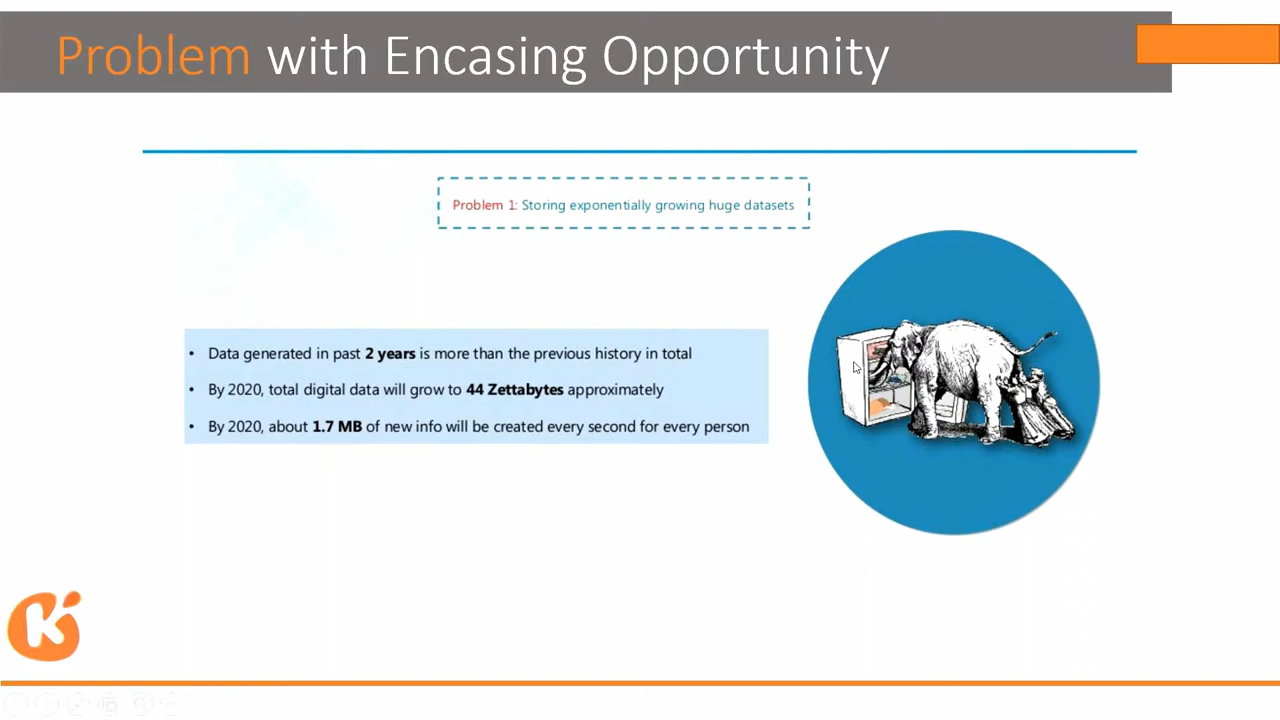 Problem with Encasing Opportunity
Problem 1: Storing exponentially growing huge datasets
• Data generated in past 2 years is more than the previous history in total
• By 2020, total digital data will grow to 44 Zettabytes approximately
• By 2020, about 1.7 MB of new info will be created every second for every person
K